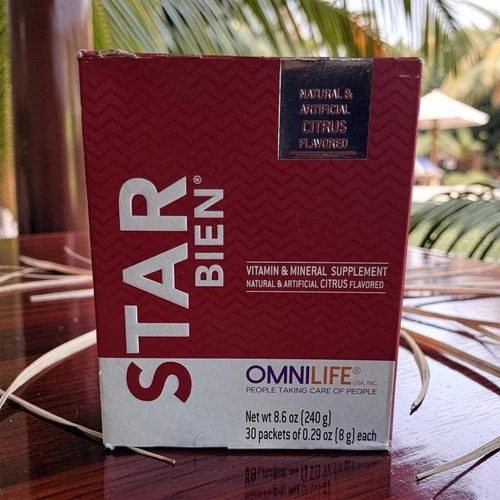 NATURAL &
ARTIFICIAL
CITRUS
FLAVORED
STAR
BIEN®
VITAMIN & MINERAL SUPPLEMENT
NATURAL & ARTIFICIAL CITRUS FLAVORED
OMNILIFE®
USA, INC.
PEOPLE TAKING CARE OF PEOPLE
Net wt 8.6 oz (240 g)
30 packets of 0.29 oz (8 g) each